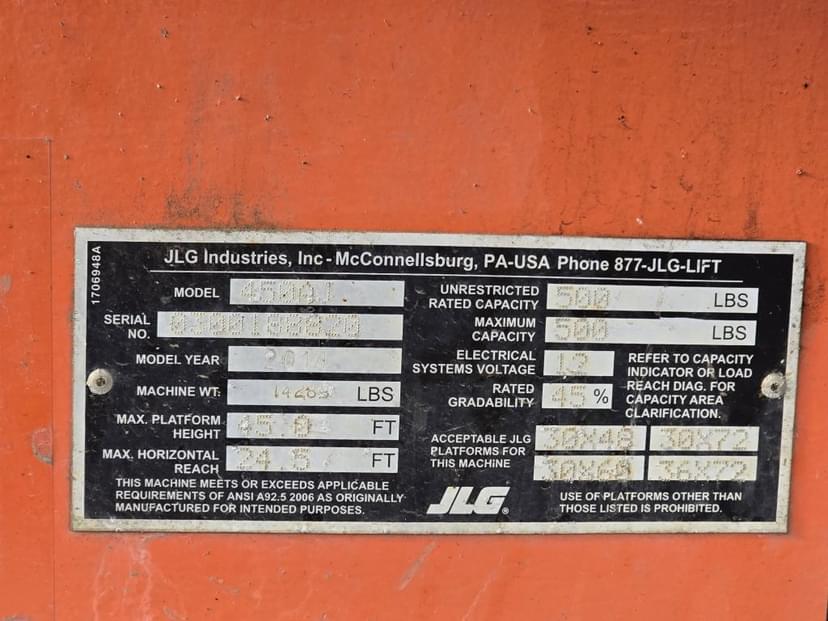 1706948A
JLG Industries, Inc - McConnellsburg, PA-USA Phone 877-JLG-LIFT
MODEL 450AJ
SERIAL NO.
MODEL YEAR 2014
MACHINE WT. LBS
MAX. PLATFORM HEIGHT 45.0 FT
MAX. HORIZONTAL REACH 24.5 FT
THIS MACHINE MEETS OR EXCEEDS APPLICABLE
REQUIREMENTS OF ANSI A92.5 2006 AS ORIGINALLY
MANUFACTURED FOR INTENDED PURPOSES.
UNRESTRICTED RATED CAPACITY 500 LBS
MAXIMUM CAPACITY 500 LBS
ELECTRICAL SYSTEMS VOLTAGE 12
RATED GRADABILITY 45 %
REFER TO CAPACITY
INDICATOR OR LOAD
REACH DIAG. FOR
CAPACITY AREA
CLARIFICATION.
ACCEPTABLE JLG
PLATFORMS FOR
THIS MACHINE
30X48 30X72
30X60 36X72
JLG®
USE OF PLATFORMS OTHER THAN
THOSE LISTED IS PROHIBITED.